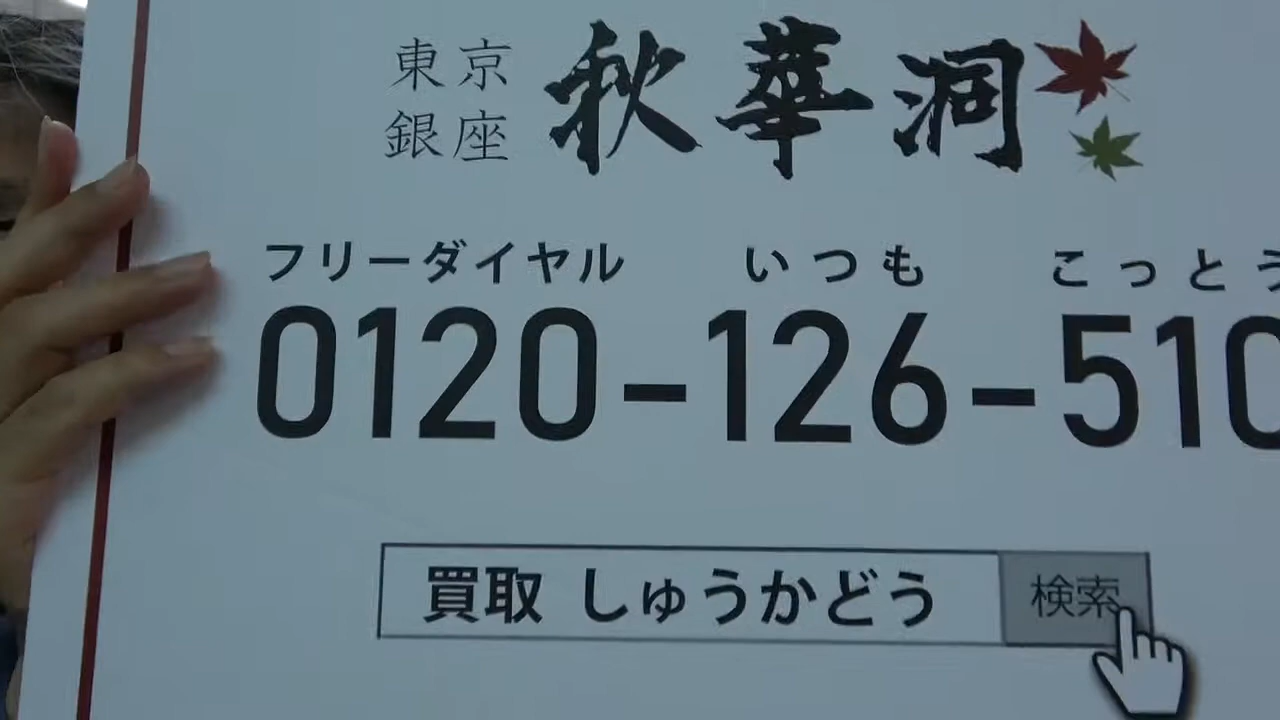 東京
銀座
秋華洞
フリーダイヤル いつも こっとう
0120-126-510
買取 しゅうかどう 検索